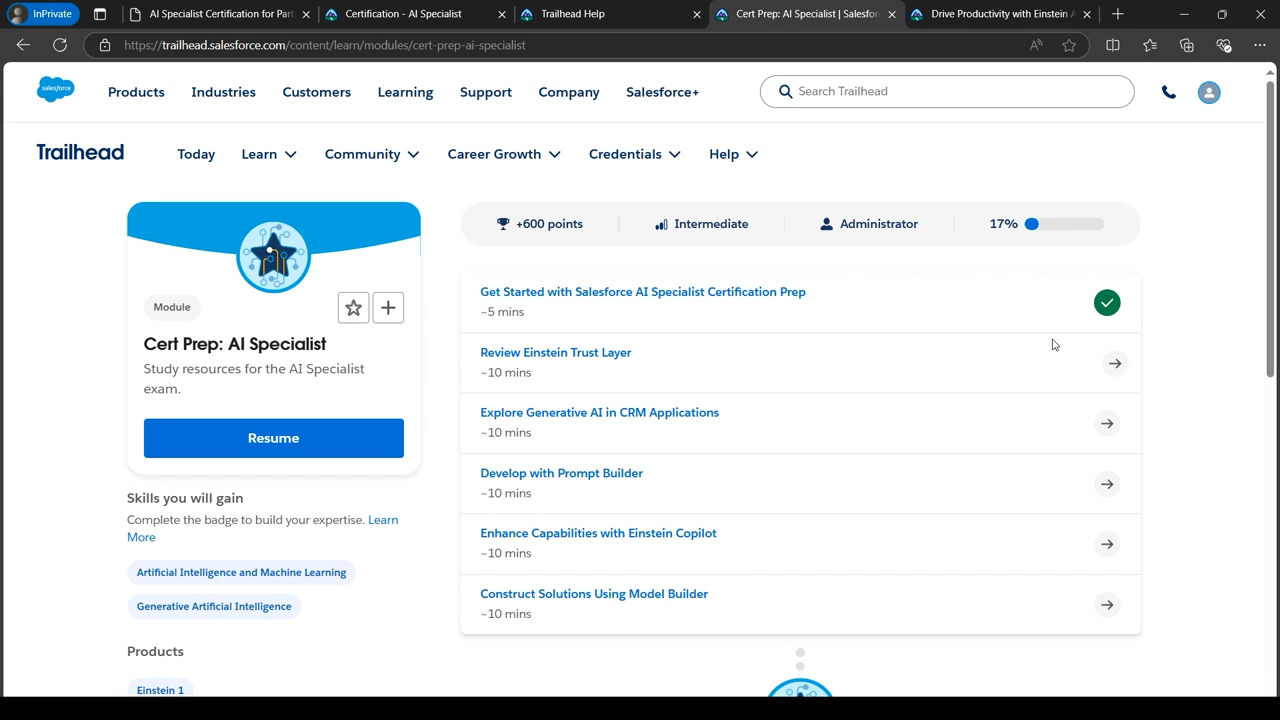 InPrivate
AI Specialist Certification for Part
Certification - AI Specialist
Trailhead Help
Cert Prep: AI Specialist | Salesfor
Drive Productivity with Einstein A
https://trailhead.salesforce.com/content/learn/modules/cert-prep-ai-specialist
salesforce
Products
Industries
Customers
Learning
Support
Company
Salesforce+
Search Trailhead
Trailhead
Today
Learn
Community
Career Growth
Credentials
Help
Module
Cert Prep: AI Specialist
Study resources for the AI Specialist
exam.
Resume
Skills you will gain
Complete the badge to build your expertise. Learn
More
Artificial Intelligence and Machine Learning
Generative Artificial Intelligence
Products
Einstein 1
+600 points
Intermediate
Administrator
17%
Get Started with Salesforce AI Specialist Certification Prep
~5 mins
Review Einstein Trust Layer
~10 mins
Explore Generative AI in CRM Applications
~10 mins
Develop with Prompt Builder
~10 mins
Enhance Capabilities with Einstein Copilot
~10 mins
Construct Solutions Using Model Builder
~10 mins